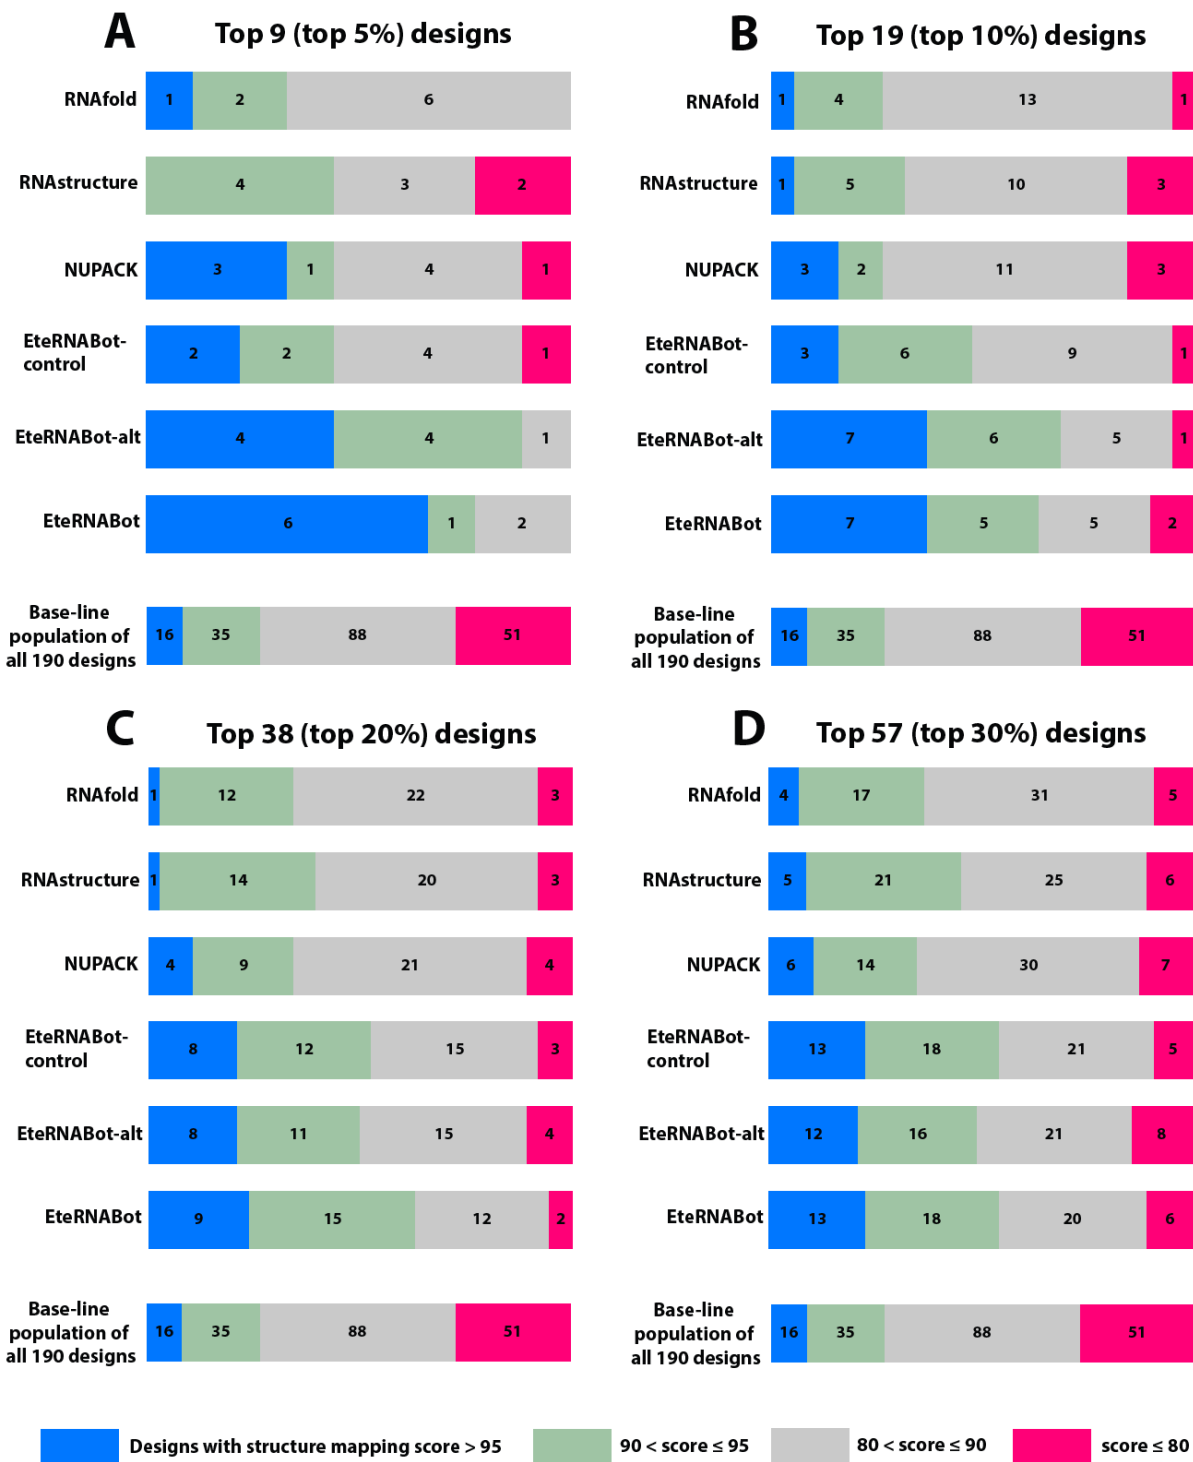 A Top 9 (top 5%) designs
RNAfold 1 2 6
RNAstructure 4 3 2
NUPACK 3 1 4 1
EteRNABot-
control 2 2 4 1
EteRNABot-alt 4 4 1
EteRNABot 6 1 2
Base-line
population of
all 190 designs 16 35 88 51
B Top 19 (top 10%) designs
RNAfold 1 4 13 1
RNAstructure 1 5 10 3
NUPACK 3 2 11 3
EteRNABot-
control 3 6 9 1
EteRNABot-alt 7 6 5 1
EteRNABot 7 5 5 2
Base-line
population of
all 190 designs 16 35 88 51
C Top 38 (top 20%) designs
RNAfold 1 12 22 3
RNAstructure 1 14 20 3
NUPACK 4 9 21 4
EteRNABot-
control 8 12 15 3
EteRNABot-alt 8 11 15 4
EteRNABot 9 15 12 2
Base-line
population of
all 190 designs 16 35 88 51
D Top 57 (top 30%) designs
RNAfold 4 17 31 5
RNAstructure 5 21 25 6
NUPACK 6 14 30 7
EteRNABot-
control 13 18 21 5
EteRNABot-alt 12 16 21 8
EteRNABot 13 18 20 6
Base-line
population of
all 190 designs 16 35 88 51
Designs with structure mapping score > 95
90 < score ≤ 95
80 < score ≤ 90
score ≤ 80